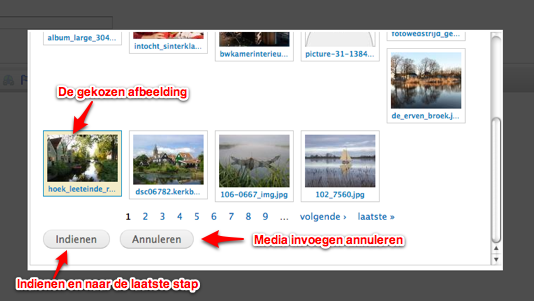 album_large_304...
intocht_sinterkla...
bwkamerinterieu...
picture-31-1384...
fotowedstrijd_ge...
De gekozen afbeelding
de_erven_broek.j...
hoek_leeteinde_r...
dsc06782.kerkb...
106-0667_img.jpg
102_7560.jpg
1 2 3 4 5 6 7 8 9 ... volgende › laatste »
Indienen Annuleren
Media invoegen annuleren
Indienen en naar de laatste stap